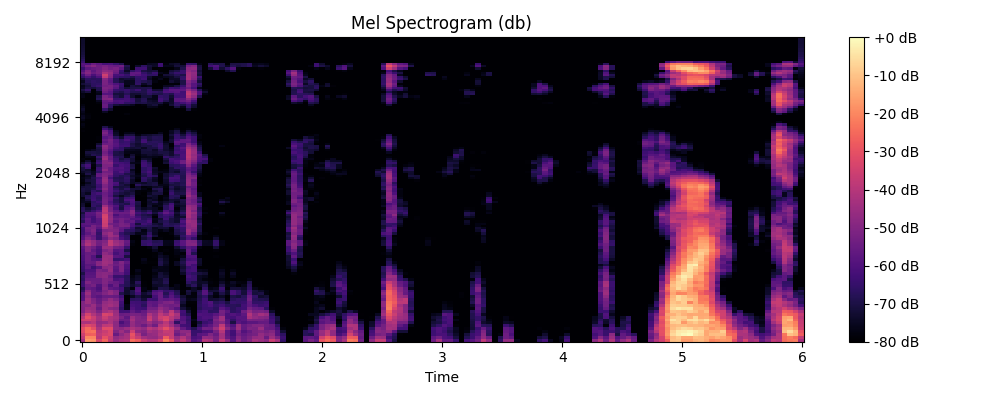 Mel Spectrogram (db)
Hz
8192
4096
2048
1024
512
0
0 1 2 3 4 5 6
Time
+0 dB
-10 dB
-20 dB
-30 dB
-40 dB
-50 dB
-60 dB
-70 dB
-80 dB